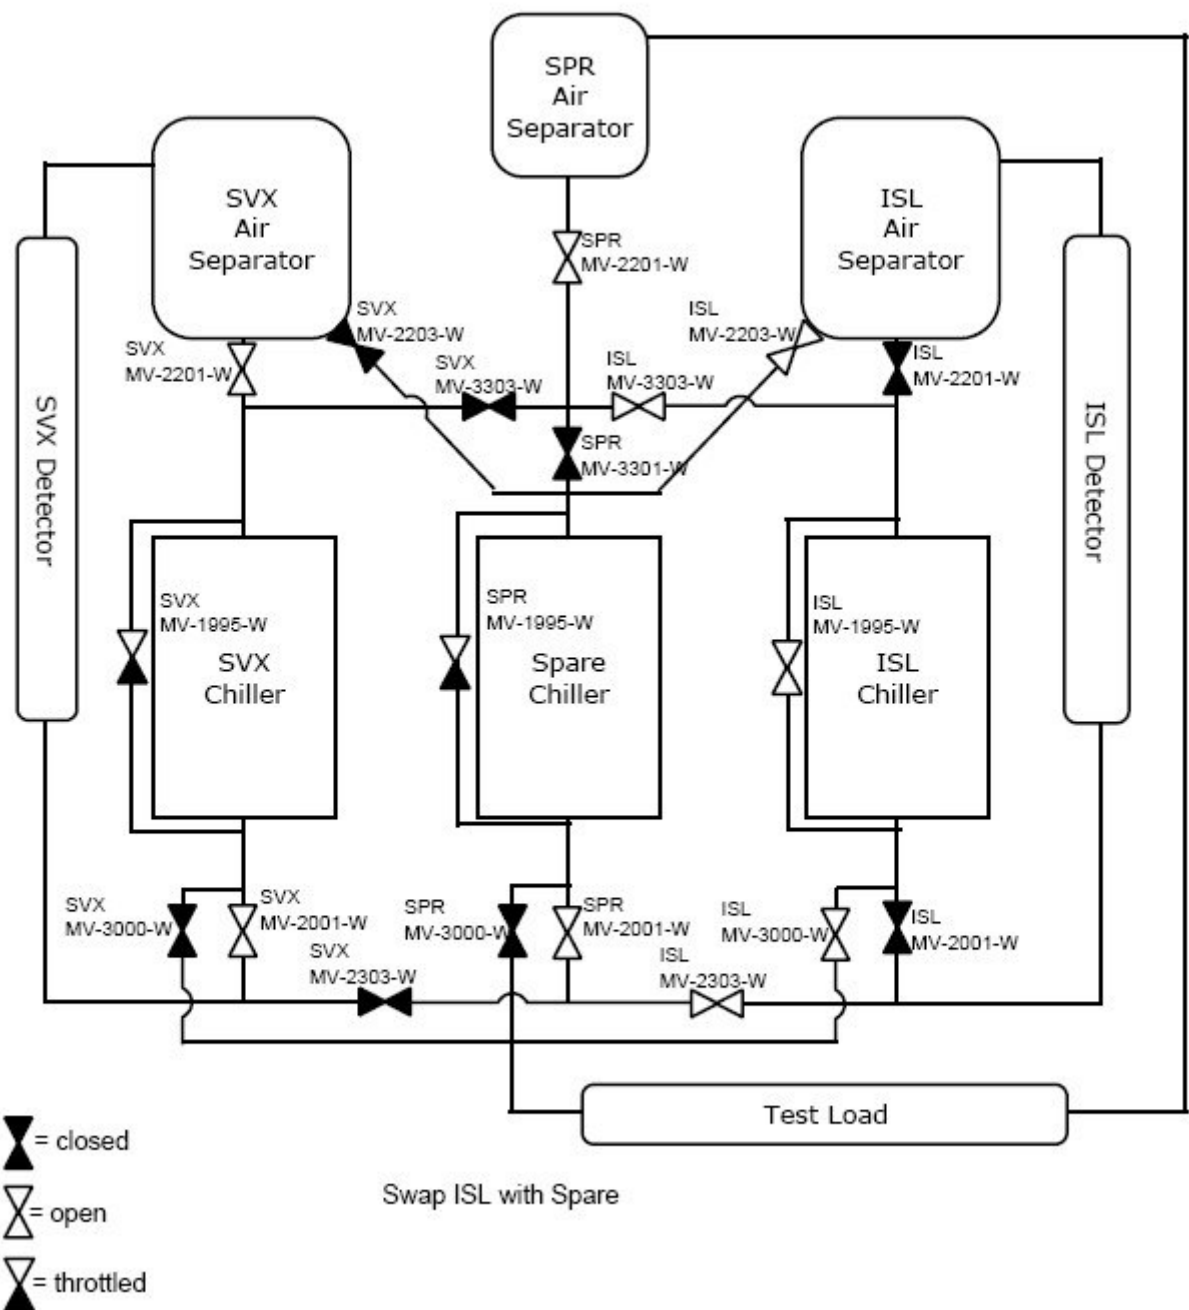 SPR
Air
Separator
SVX
Air
Separator
ISL
Air
Separator
SPR
MV-2201-W
SVX
MV-2203-W
ISL
MV-2203-W
SVX
MV-2201-W
SVX
MV-3303-W
ISL
MV-3303-W
ISL
MV-2201-W
SPR
MV-3301-W
SVX Detector
ISL Detector
SVX
MV-1995-W
SVX
Chiller
SPR
MV-1995-W
Spare
Chiller
ISL
MV-1995-W
ISL
Chiller
SVX
MV-3000-W
SVX
MV-2001-W
SPR
MV-3000-W
SPR
MV-2001-W
ISL
MV-3000-W
ISL
MV-2001-W
SVX
MV-2303-W
ISL
MV-2303-W
Test Load
= closed
= open
= throttled
Swap ISL with Spare